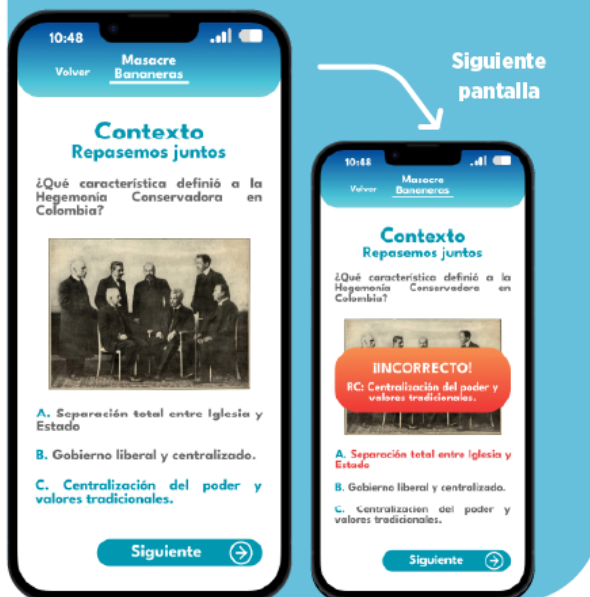 10:48
Masacre
Volver Bananeras
Contexto
Repasemos juntos
¿Qué característica definió a la
Hegemonía Conservadora en
Colombia?
A. Separación total entre Iglesia y
Estado
B. Gobierno liberal y centralizado.
C. Centralización del poder y
valores tradicionales.
Siguiente
Siguiente
pantalla
10:48
Masacre
Volver Bananeras
Contexto
Repasemos juntos
¿Qué característica definió a la
Hegemonía Conservadora en
Colombia?
¡INCORRECTO!
RC: Centralización del poder y
valores tradicionales.
A. Separación total entre Iglesia y
Estado
B. Gobierno liberal y centralizado.
C. Centralización del poder y
valores tradicionales.
Siguiente